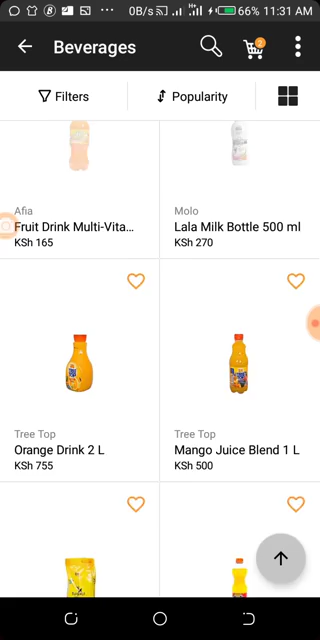 0B/s 66% 11:31 AM
Beverages
2
Filters
Popularity
Afia
Fruit Drink Multi-Vita...
KSh 165
Molo
Lala Milk Bottle 500 ml
KSh 270
Tree Top
Orange Drink 2 L
KSh 755
Tree Top
Mango Juice Blend 1 L
KSh 500